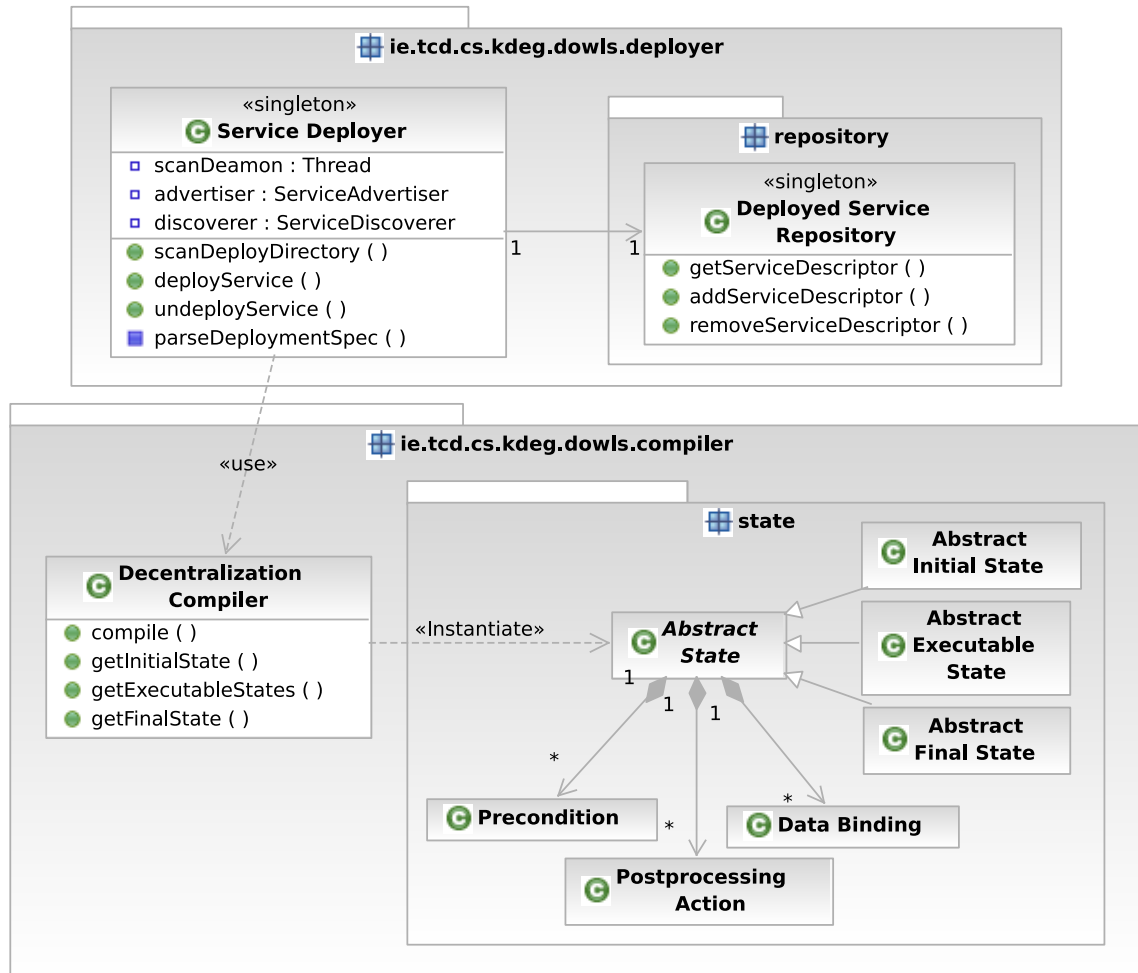 ie.tcd.cs.kdeg.dowls.deployer
«singleton»
C Service Deployer
scanDeamon : Thread
advertiser : ServiceAdvertiser
discoverer : ServiceDiscoverer
scanDeployDirectory ( )
deployService ( )
undeployService ( )
parseDeploymentSpec ( )
1
1
repository
«singleton»
C Deployed Service
Repository
getServiceDescriptor ( )
addServiceDescriptor ( )
removeServiceDescriptor ( )
ie.tcd.cs.kdeg.dowls.compiler
«use»
C Decentralization
Compiler
compile ( )
getInitialState ( )
getExecutableStates ( )
getFinalState ( )
«Instantiate»
state
C Abstract
State
C Abstract
Initial State
C Abstract
Executable
State
C Abstract
Final State
1
1
1
*
*
*
C Precondition
C Data Binding
C Postprocessing
Action